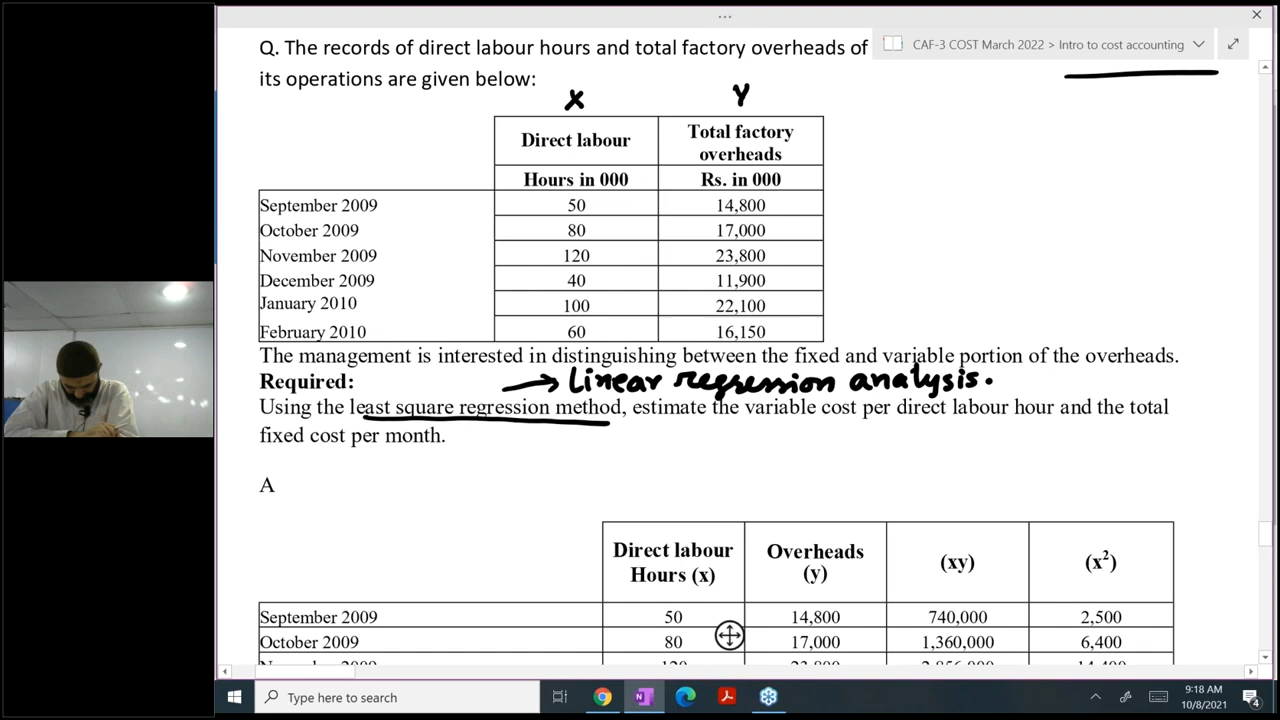 Q. The records of direct labour hours and total factory overheads of
CAF-3 COST March 2022 > Intro to cost accounting
its operations are given below:
X Y
Direct labour Total factory overheads
Hours in 000 Rs. in 000
September 2009 50 14,800
October 2009 80 17,000
November 2009 120 23,800
December 2009 40 11,900
January 2010 100 22,100
February 2010 60 16,150
The management is interested in distinguishing between the fixed and variable portion of the overheads.
Required:
→ Linear regression analysis.
Using the least square regression method, estimate the variable cost per direct labour hour and the total
fixed cost per month.
A
Direct labour Hours (x) Overheads (y) (xy) (x²)
September 2009 50 14,800 740,000 2,500
October 2009 80 17,000 1,360,000 6,400
Type here to search
9:18 AM
10/8/2021
4